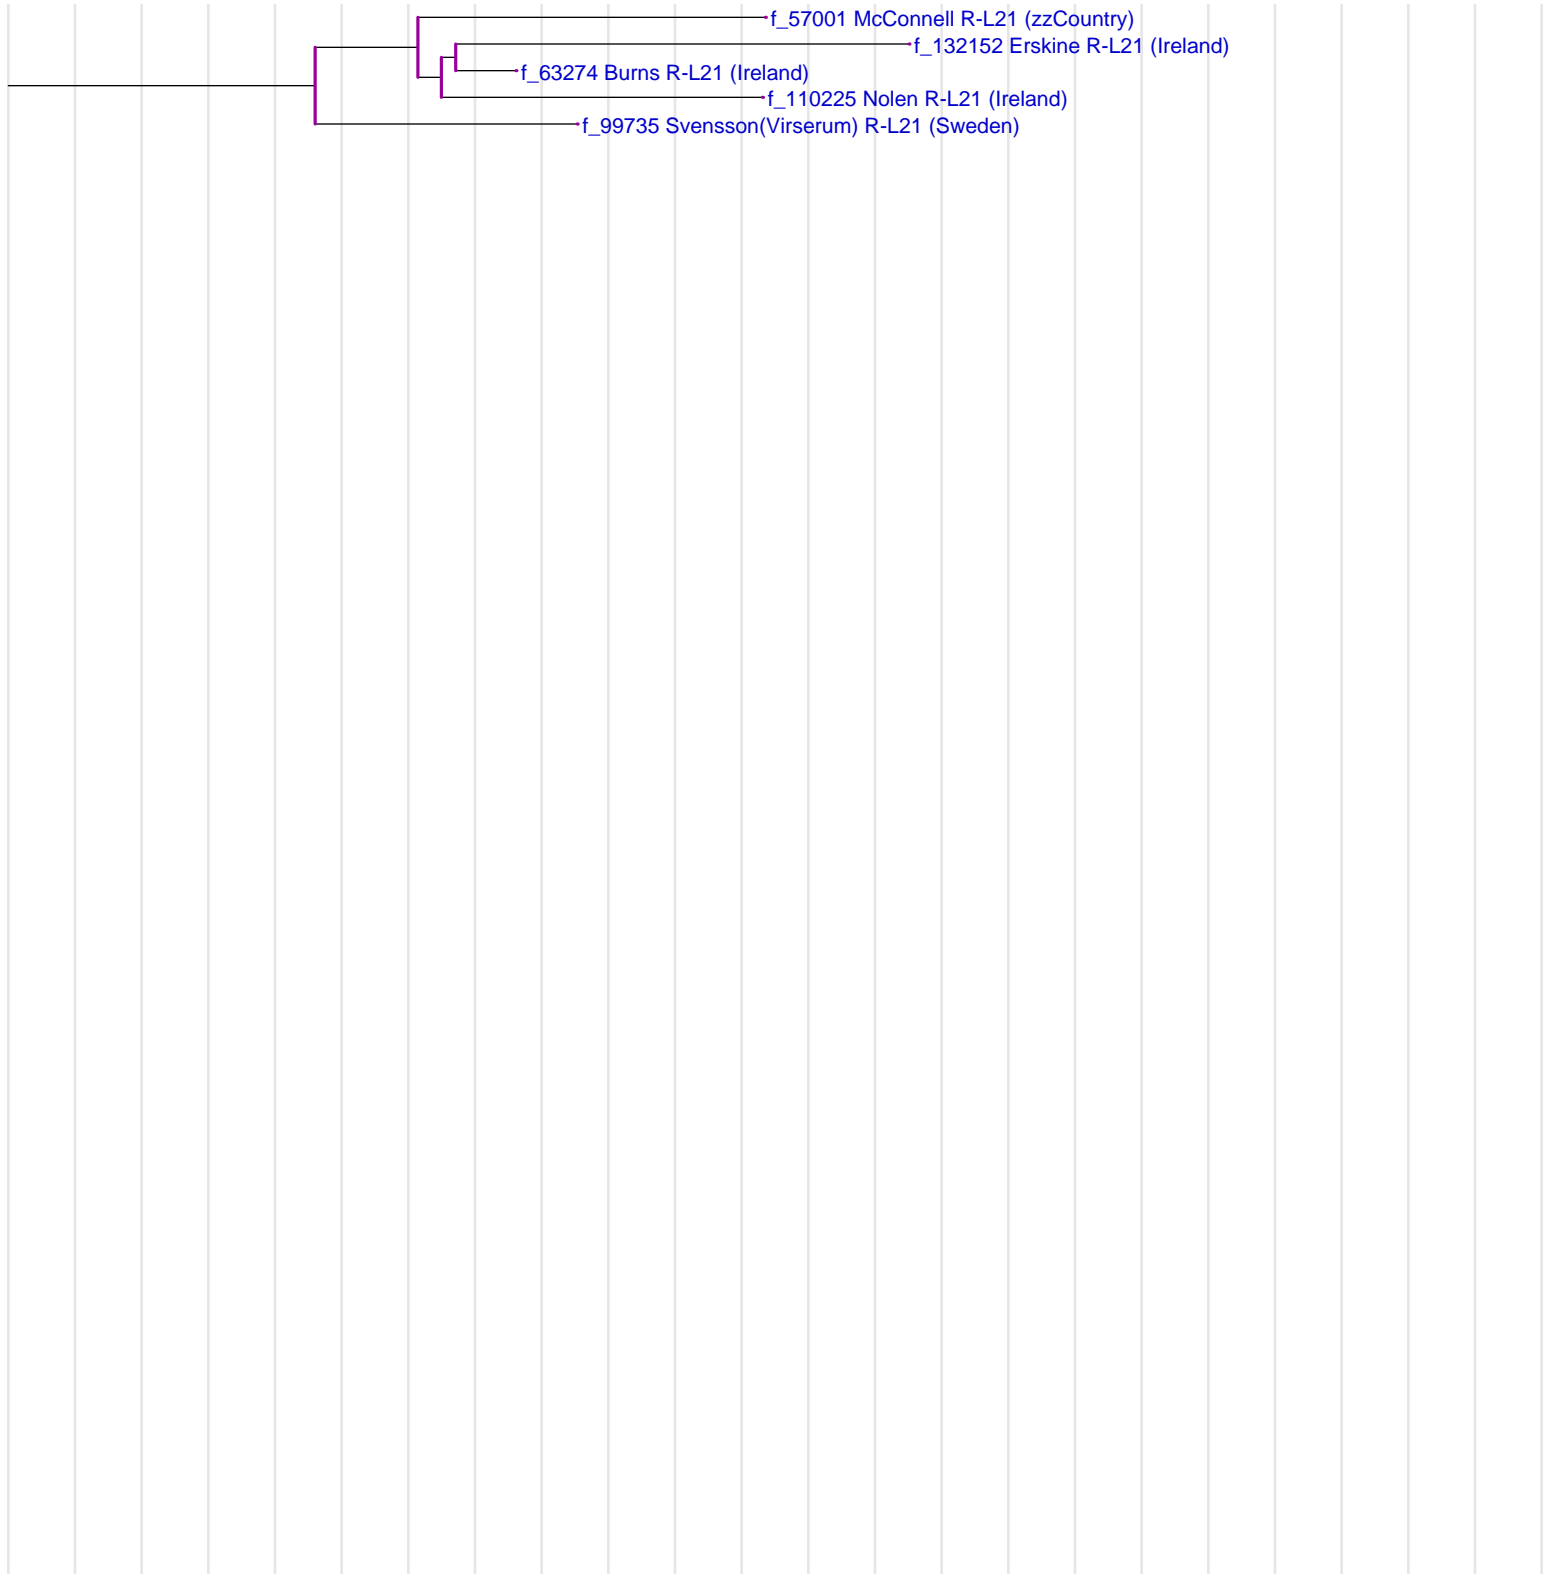 f_57001 McConnell R-L21 (zzCountry)
f_132152 Erskine R-L21 (Ireland)
f_63274 Burns R-L21 (Ireland)
f_110225 Nolen R-L21 (Ireland)
f_99735 Svensson(Virserum) R-L21 (Sweden)